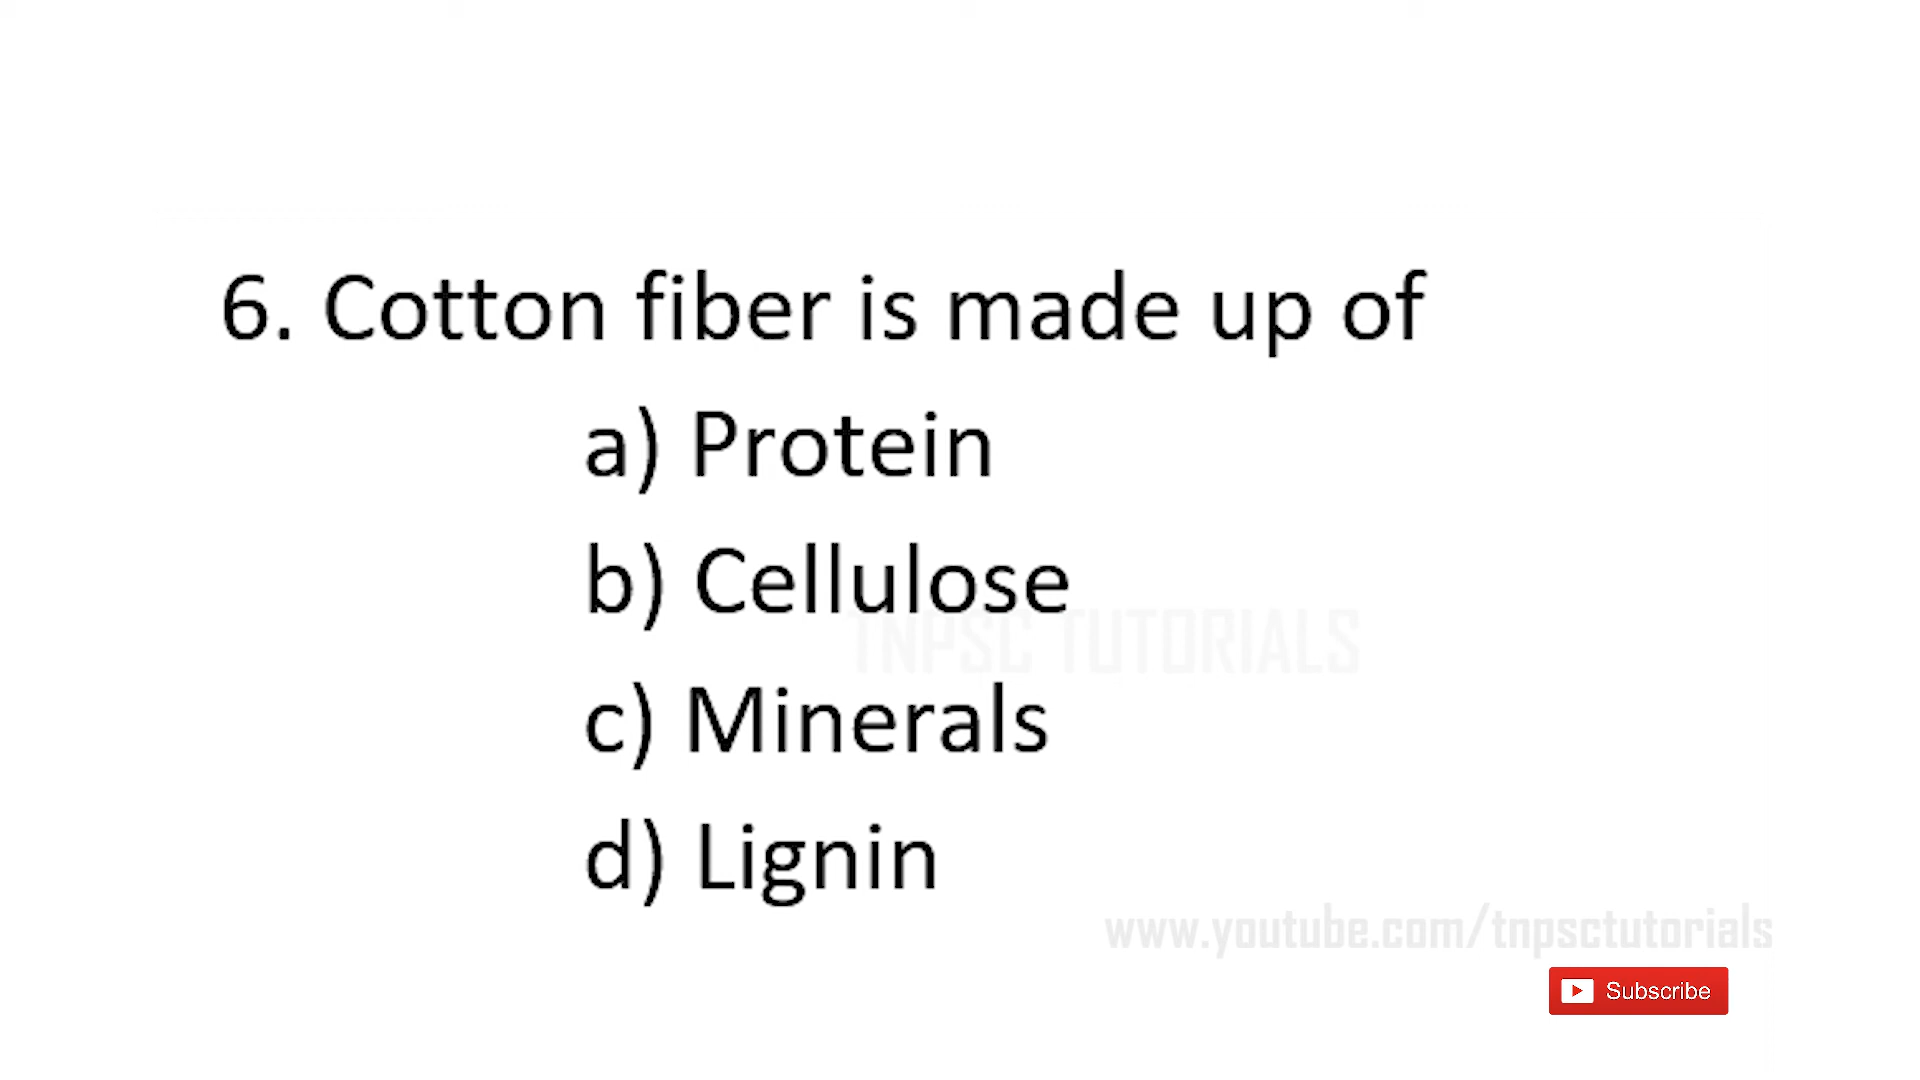 6. Cotton fiber is made up of
a) Protein
b) Cellulose
TNPSC TUTORIALS
c) Minerals
d) Lignin
www.youtube.com/tnpsctutorials
Subscribe